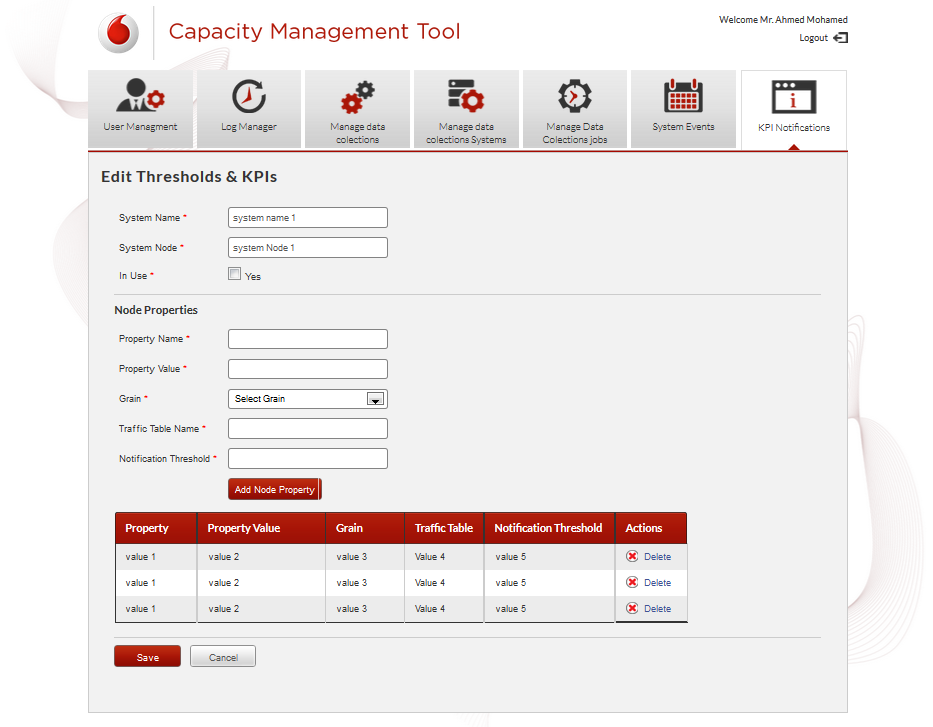 Capacity Management Tool
Welcome Mr. Ahmed Mohamed
Logout
User Managment
Log Manager
Manage data
colections
Manage data
colections Systems
Manage Data
Colections jobs
System Events
KPI Notifications
Edit Thresholds & KPIs
System Name * system name 1
System Node * system Node 1
In Use * Yes
Node Properties
Property Name *
Property Value *
Grain * Select Grain
Traffic Table Name *
Notification Threshold *
Add Node Property
Property Property Value Grain Traffic Table Notification Threshold Actions
value 1 value 2 value 3 Value 4 value 5 Delete
value 1 value 2 value 3 Value 4 value 5 Delete
value 1 value 2 value 3 Value 4 value 5 Delete
Save Cancel